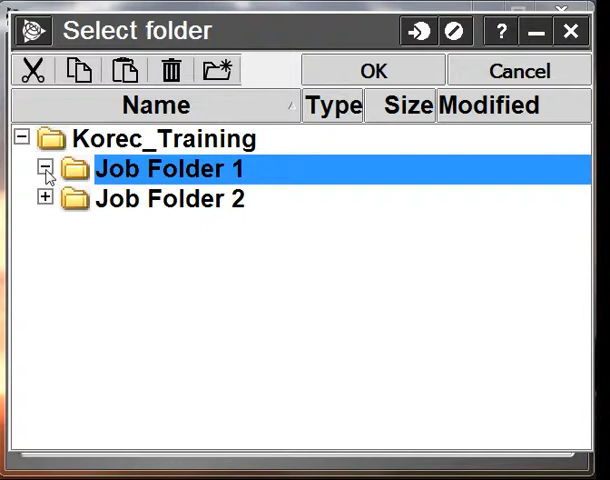 Select folder
?
OK Cancel
Name Type Size Modified
Korec_Training
Job Folder 1
Job Folder 2